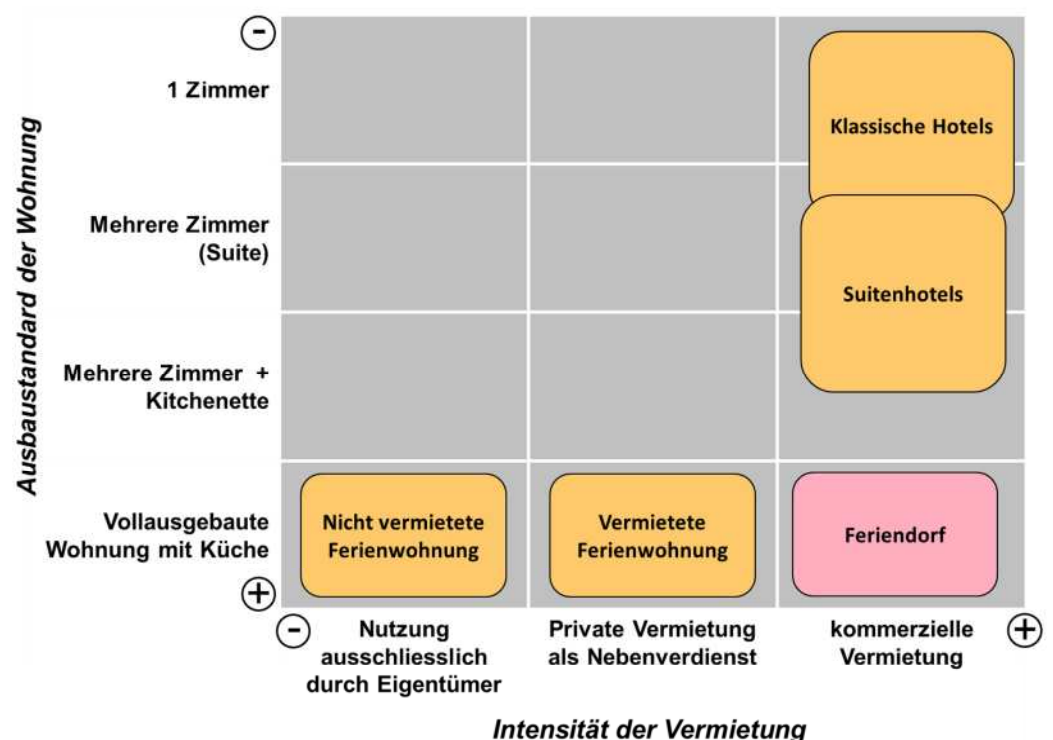 -
1 Zimmer
Klassische Hotels
Mehrere Zimmer
(Suite)
Suitenhotels
Mehrere Zimmer +
Kitchenette
Vollausgebaute
Wohnung mit Küche
Nicht vermietete
Ferienwohnung
Vermietete
Ferienwohnung
Feriendorf
+
Ausbaustandard der Wohnung
-
Nutzung
ausschliesslich
durch Eigentümer
Private Vermietung
als Nebenverdienst
kommerzielle
Vermietung
+
Intensität der Vermietung